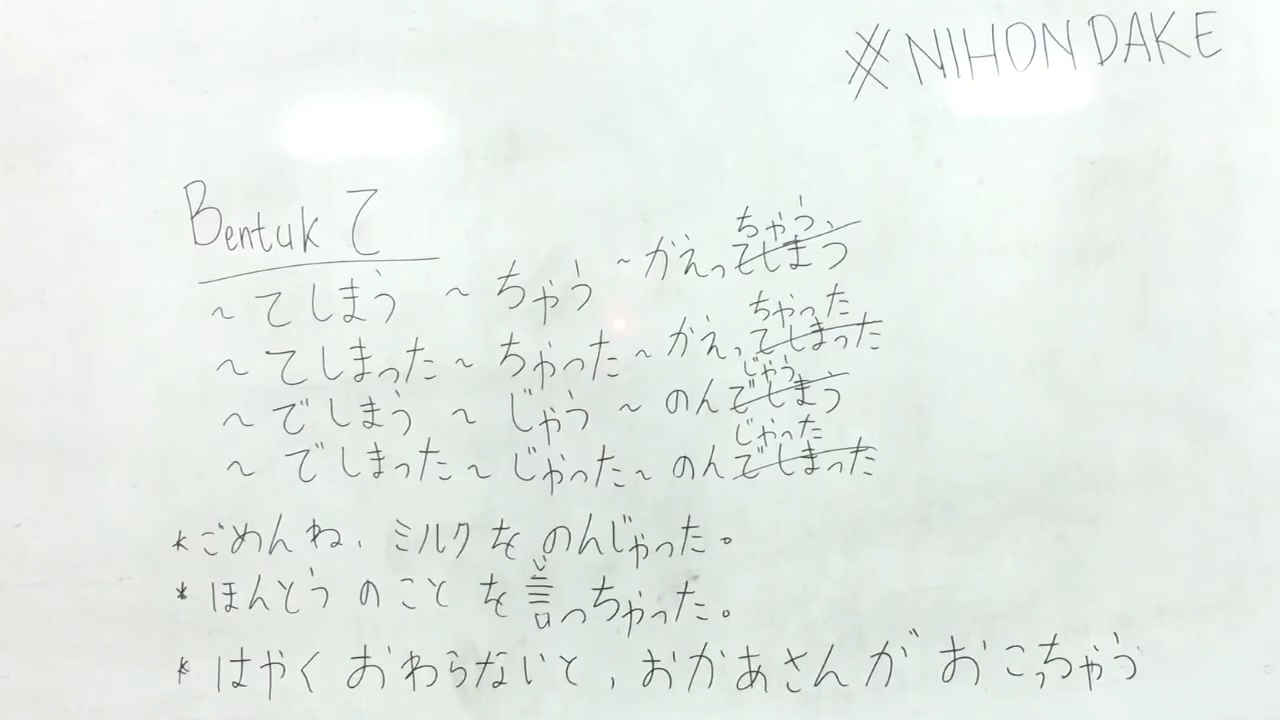 #NIHON DAKE
Bentuk て
~てしまう ~ちゃう ~かえってしまう ちゃう
~てしまった ~ちゃった ~かえってしまった ちゃった
~でしまう ~じゃう ~のんでしまう じゃう
~でしまった ~じゃった ~のんでしまった じゃった
*ごめんね、ミルクをのんじゃった。
*ほんとうのことを言っちゃった。
い
*はやくおわらないと、おかあさんがおこっちゃう